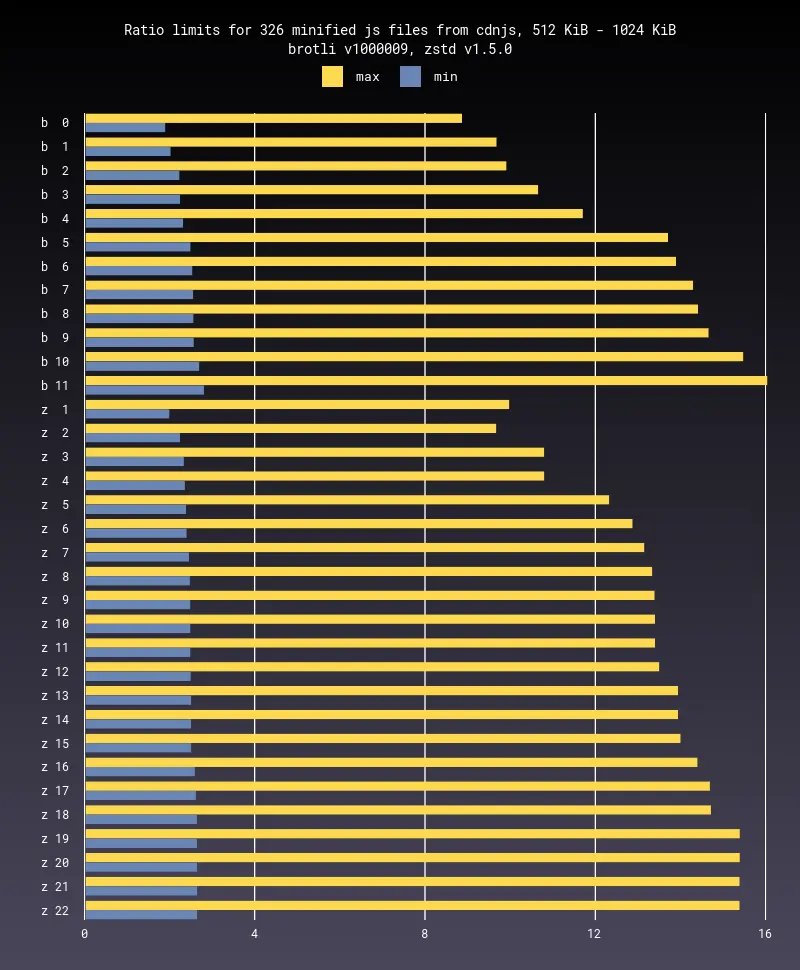 Ratio limits for 326 minified js files from cdnjs, 512 KiB - 1024 KiB
brotli v1000009, zstd v1.5.0
max min
b 0
b 1
b 2
b 3
b 4
b 5
b 6
b 7
b 8
b 9
b 10
b 11
z 1
z 2
z 3
z 4
z 5
z 6
z 7
z 8
z 9
z 10
z 11
z 12
z 13
z 14
z 15
z 16
z 17
z 18
z 19
z 20
z 21
z 22
0 4 8 12 16